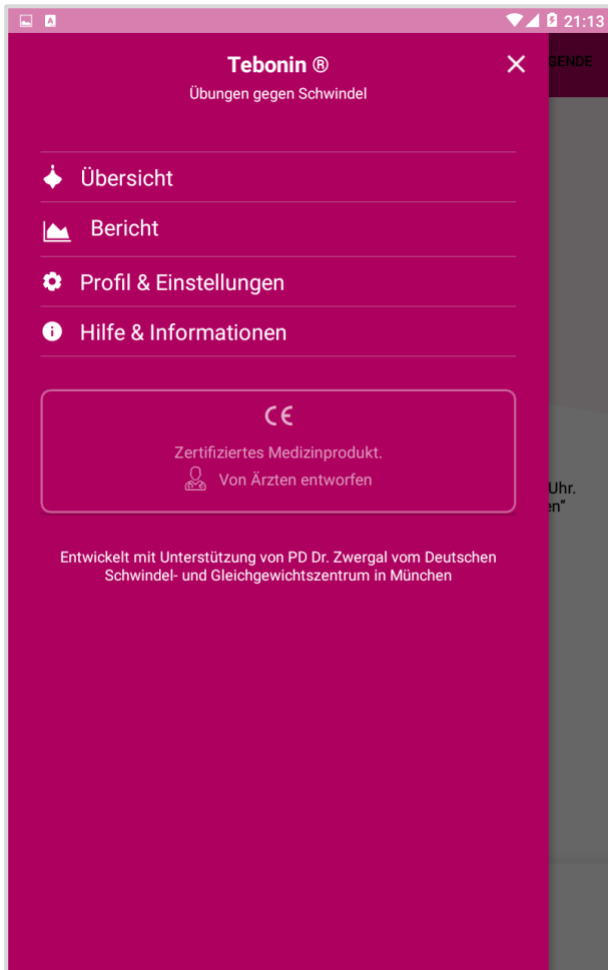 21:13
Tebonin ®
GENDE
Übungen gegen Schwindel
Übersicht
Bericht
Profil & Einstellungen
Hilfe & Informationen
CE
Zertifiziertes Medizinprodukt.
Von Ärzten entworfen
Uhr.
en“
Entwickelt mit Unterstützung von PD Dr. Zwergal vom Deutschen
Schwindel- und Gleichgewichtszentrum in München